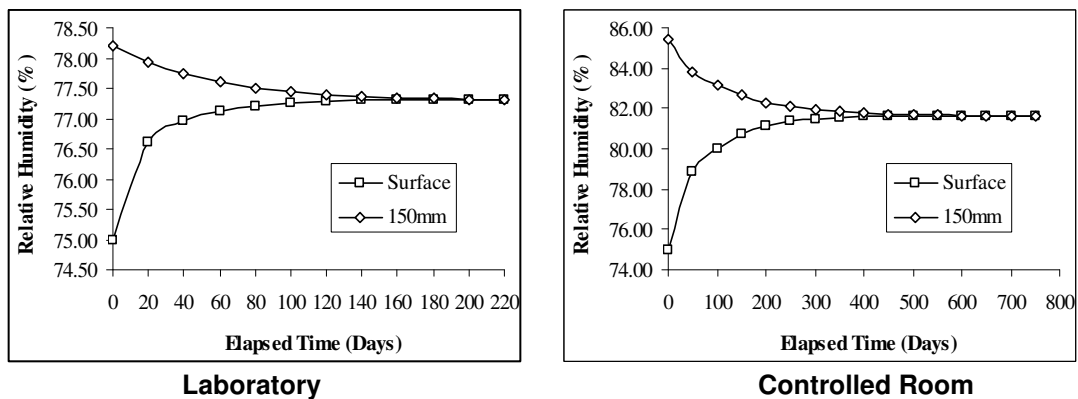 78.50
78.00
77.50
77.00
76.50
76.00
75.50
75.00
74.50
Relative Humidity (%)
0 20 40 60 80 100 120 140 160 180 200 220
Elapsed Time (Days)
Surface
150mm
Laboratory
86.00
84.00
82.00
80.00
78.00
76.00
74.00
Relative Humidity (%)
0 100 200 300 400 500 600 700 800
Elapsed Time (Days)
Surface
150mm
Controlled Room